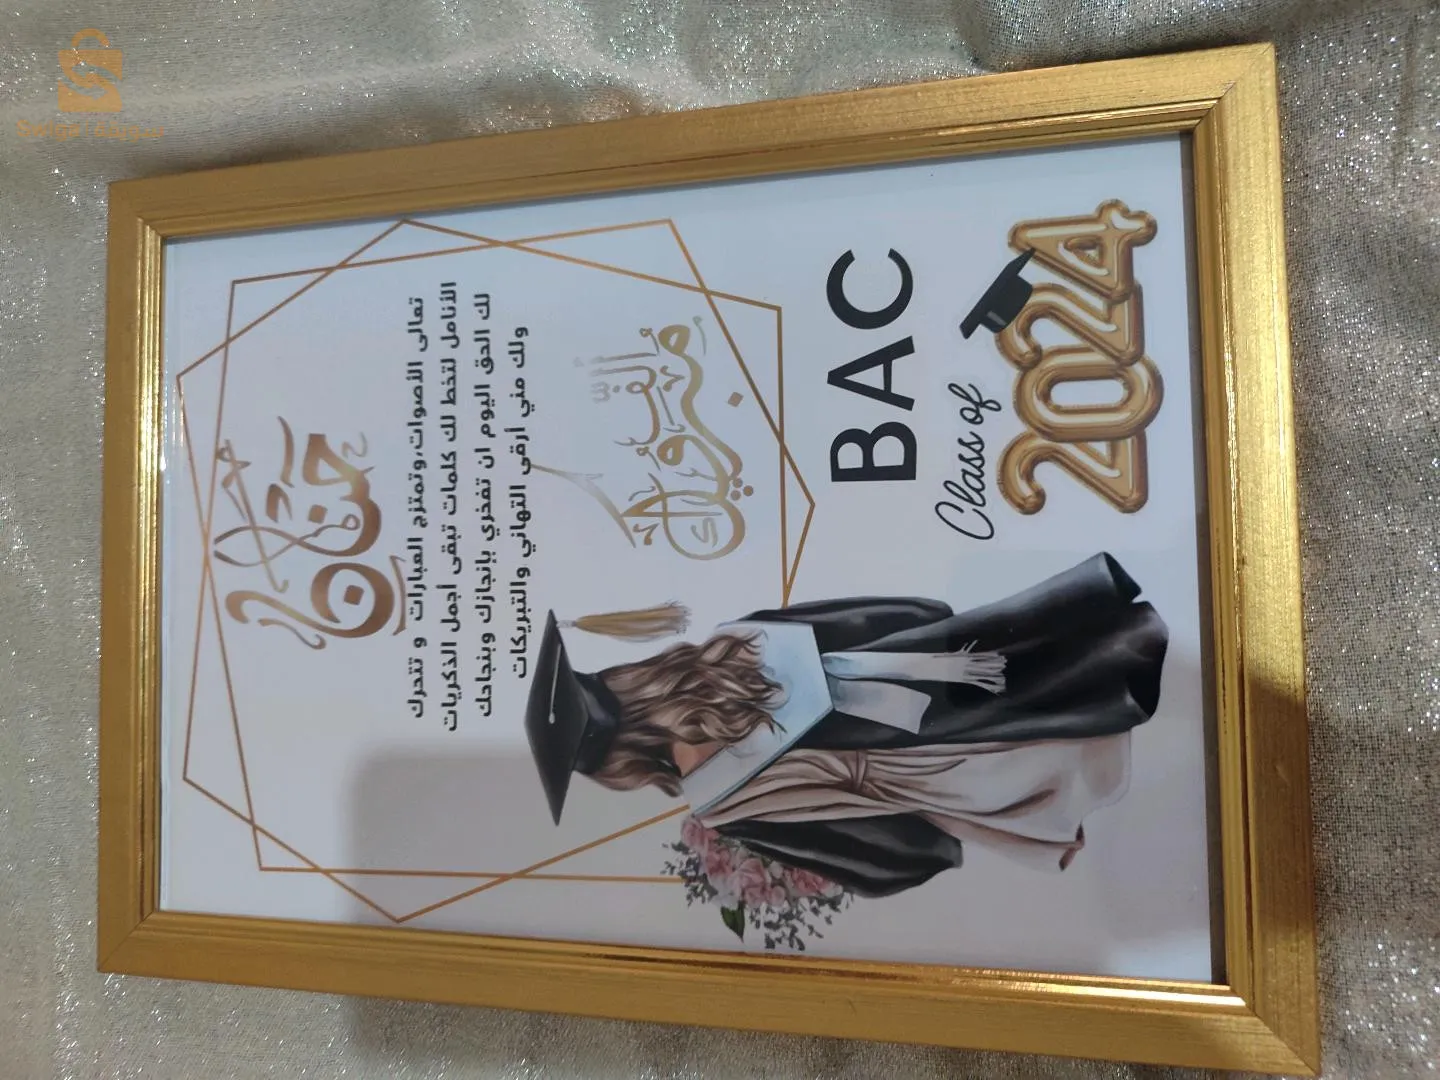 تعالى الأصوات،وتمتزج العبارات و تتحرك
الأنامل لتخط لك كلمات تبقى أجمل الذكريات
لك الحق اليوم ان تفخري بإنجازك وبنجاحك
ولك مني أرقى التهاني والتبريكات
ألف
مبروك
BAC
Class of
2024